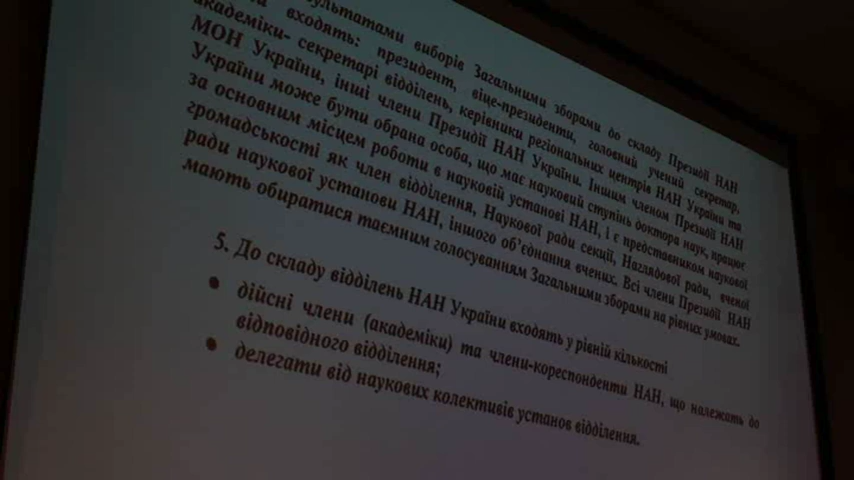 результатами виборів Загальними зборами до складу Президії НАН
входять: президент, віце-президенти, головний учений секретар,
академіки- секретарі відділень, керівники регіональних центрів НАН України та
МОН України, інші члени Президії НАН України. Іншим членом Президії НАН
України може бути обрана особа, що має науковий ступінь доктора наук, працює
за основним місцем роботи в науковій установі НАН, і є представником наукової
громадськості як член відділення, Наукової ради секції, Наглядової ради, вченої
ради наукової установи НАН, іншого об’єднання вчених. Всі члени Президії НАН
мають обиратися таємним голосуванням Загальними зборами на рівних умовах.
5. До складу відділень НАН України входять у рівній кількості
• дійсні члени (академіки) та члени-кореспонденти НАН, що належать до
відповідного відділення;
• делегати від наукових колективів установ відділення.